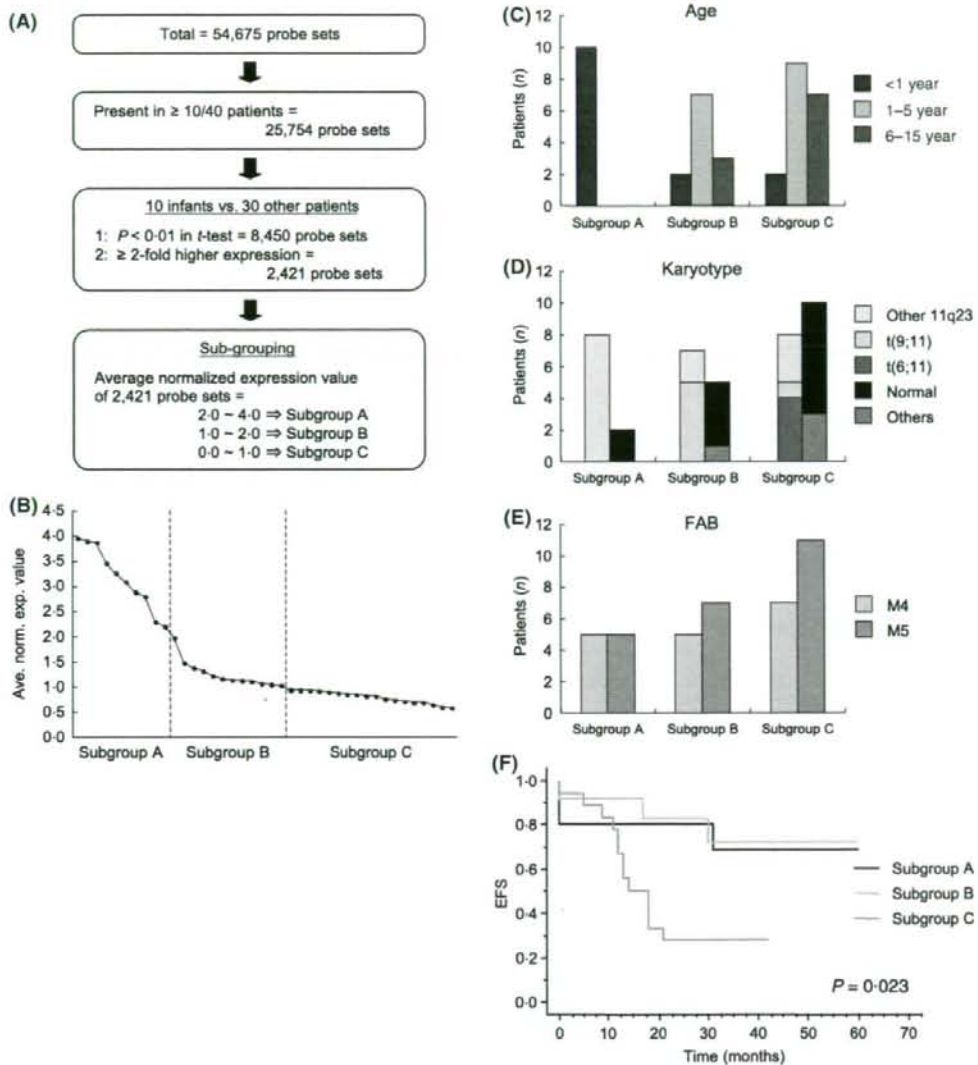 (A)
Total = 54,675 probe sets
Present in ≥ 10/40 patients =
25,754 probe sets
10 infants vs. 30 other patients
1: P < 0·01 in t-test = 8,450 probe sets
2: ≥ 2-fold higher expression =
2,421 probe sets
Sub-grouping
Average normalized expression value
of 2,421 probe sets =
2·0 ~ 4·0 ⇒ Subgroup A
1·0 ~ 2·0 ⇒ Subgroup B
0·0 ~ 1·0 ⇒ Subgroup C
(B)
Ave. norm. exp. value
4·5
4·0
3·5
3·0
2·5
2·0
1·5
1·0
0·5
0·0
Subgroup A Subgroup B Subgroup C
(C)
Age
Patients (n)
12
10
8
6
4
2
0
Subgroup A Subgroup B Subgroup C
<1 year
1–5 year
6–15 year
(D)
Karyotype
Patients (n)
12
10
8
6
4
2
0
Subgroup A Subgroup B Subgroup C
Other 11q23
t(9;11)
t(6;11)
Normal
Others
(E)
FAB
Patients (n)
12
10
8
6
4
2
0
Subgroup A Subgroup B Subgroup C
M4
M5
(F)
EFS
1·0
0·8
0·6
0·4
0·2
0·0
Subgroup A
Subgroup B
Subgroup C
P = 0·023
0 10 20 30 40 50 60 70
Time (months)